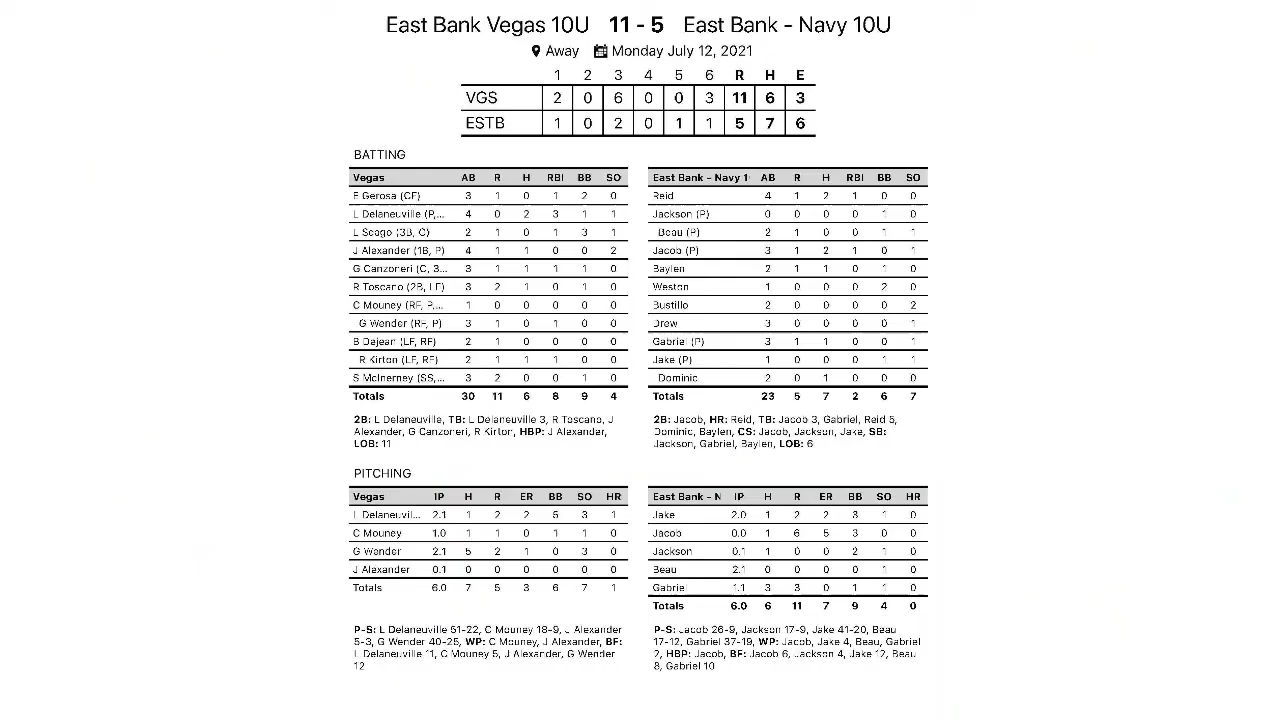 East Bank Vegas 10U 11 - 5 East Bank - Navy 10U
Away Monday July 12, 2021
1 2 3 4 5 6 R H E
VGS 2 0 6 0 0 3 11 6 3
ESTB 1 0 2 0 1 1 5 7 6
BATTING
Vegas AB R H RBI BB SO
E Gerosa (CF) 3 1 0 1 2 0
L Delaneuville (P,... 4 0 2 3 1 1
L Scago (3B, C) 2 1 0 1 3 1
J Alexander (1B, P) 4 1 1 0 0 2
G Canzoneri (C, 3... 3 1 1 1 1 0
R Toscano (2B, LF) 3 2 1 0 1 0
C Mouney (RF, P,... 1 0 0 0 0 0
G Wender (RF, P) 3 1 0 1 0 0
B Dejean (LF, RF) 2 1 0 0 0 0
R Kirton (LF, RF) 2 1 1 1 0 0
S McInerney (SS,... 3 2 0 0 1 0
Totals 30 11 6 8 9 4
2B: L Delaneuville, TB: L Delaneuville 3, R Toscano, J
Alexander, G Canzoneri, R Kirton, HBP: J Alexander,
LOB: 11
East Bank - Navy 1 AB R H RBI BB SO
Reid 4 1 2 1 0 0
Jackson (P) 0 0 0 0 1 0
Beau (P) 2 1 0 0 1 1
Jacob (P) 3 1 2 1 0 1
Baylen 2 1 1 0 1 0
Weston 1 0 0 0 2 0
Bustillo 2 0 0 0 0 2
Drew 3 0 0 0 0 1
Gabriel (P) 3 1 1 0 0 1
Jake (P) 1 0 0 0 1 1
Dominic 2 0 1 0 0 0
Totals 23 5 7 2 6 7
2B: Jacob, HR: Reid, TB: Jacob 3, Gabriel, Reid 5,
Dominic, Baylen, CS: Jacob, Jackson, Jake, SB:
Jackson, Gabriel, Baylen, LOB: 6
PITCHING
Vegas IP H R ER BB SO HR
L Delaneuvil... 2.1 1 2 2 5 3 1
C Mouney 1.0 1 1 0 1 1 0
G Wender 2.1 5 2 1 0 3 0
J Alexander 0.1 0 0 0 0 0 0
Totals 6.0 7 5 3 6 7 1
P-S: L Delaneuville 51-22, C Mouney 18-9, J Alexander
5-3, G Wender 40-25, WP: C Mouney, J Alexander, BF:
L Delaneuville 11, C Mouney 5, J Alexander, G Wender
12
East Bank - N IP H R ER BB SO HR
Jake 2.0 1 2 2 3 1 0
Jacob 0.0 1 6 5 3 0 0
Jackson 0.1 1 0 0 2 1 0
Beau 2.1 0 0 0 0 1 0
Gabriel 1.1 3 3 0 1 1 0
Totals 6.0 6 11 7 9 4 0
P-S: Jacob 26-9, Jackson 17-9, Jake 41-20, Beau
17-12, Gabriel 37-19, WP: Jacob, Jake 4, Beau, Gabriel
2, HBP: Jacob, BF: Jacob 6, Jackson 4, Jake 12, Beau
8, Gabriel 10